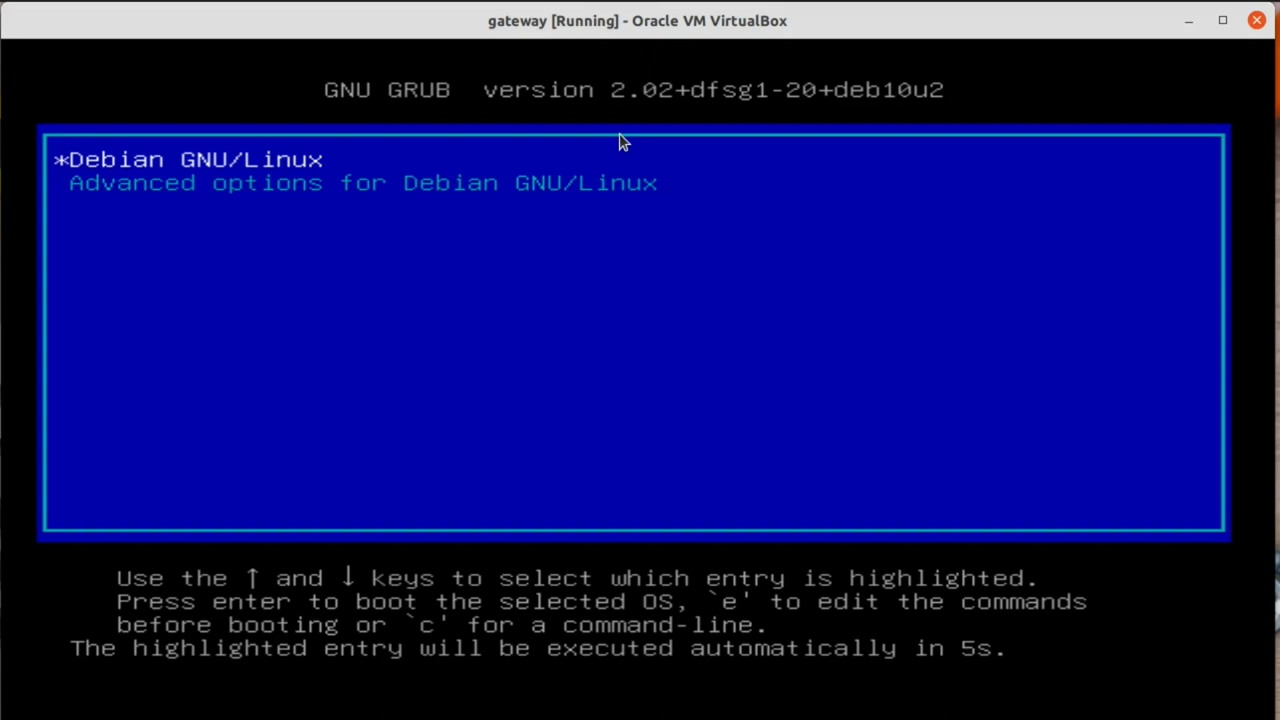 gateway [Running] - Oracle VM VirtualBox
GNU GRUB  version 2.02+dfsg1-20+deb10u2
*Debian GNU/Linux
Advanced options for Debian GNU/Linux
Use the ↑ and ↓ keys to select which entry is highlighted.
Press enter to boot the selected OS, `e' to edit the commands
before booting or `c' for a command-line.
The highlighted entry will be executed automatically in 5s.